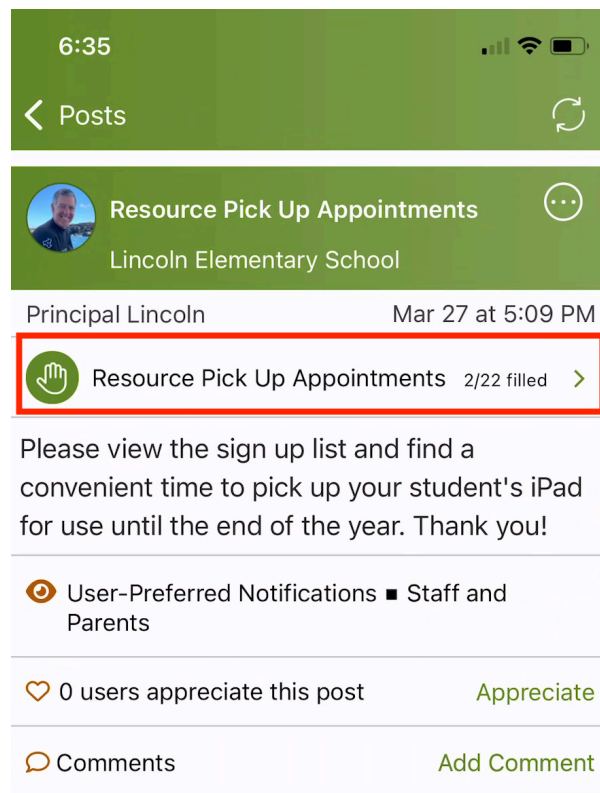 6:35
Posts
Resource Pick Up Appointments
Lincoln Elementary School
Principal Lincoln Mar 27 at 5:09 PM
Resource Pick Up Appointments 2/22 filled
Please view the sign up list and find a
convenient time to pick up your student's iPad
for use until the end of the year. Thank you!
User-Preferred Notifications ▪ Staff and
Parents
0 users appreciate this post Appreciate
Comments Add Comment